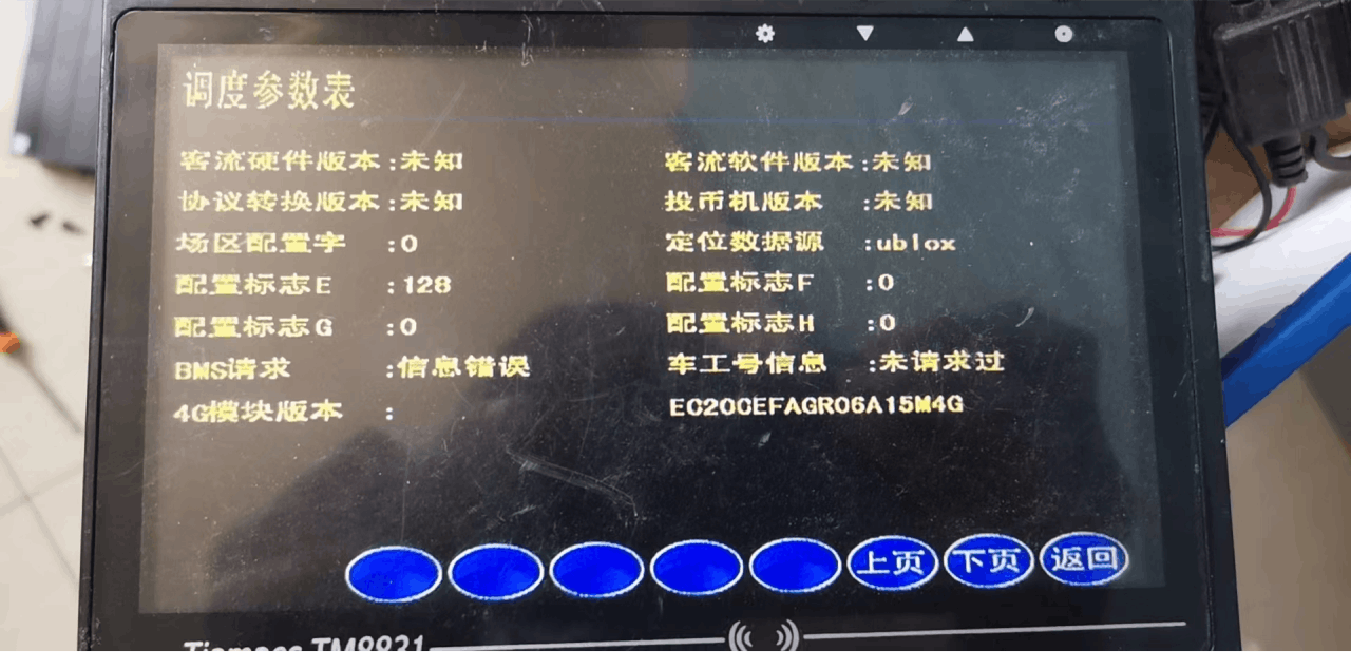 调度参数表
客流硬件版本:未知 客流软件版本:未知
协议转换版本:未知 投币机版本 :未知
场区配置字 :0 定位数据源 :ublox
配置标志E :128 配置标志F :0
配置标志G :0 配置标志H :0
BMS请求 :信息错误 车工号信息 :未请求过
4G模块版本 : EC20CEFAGR06A15M4G
上页 下页 返回